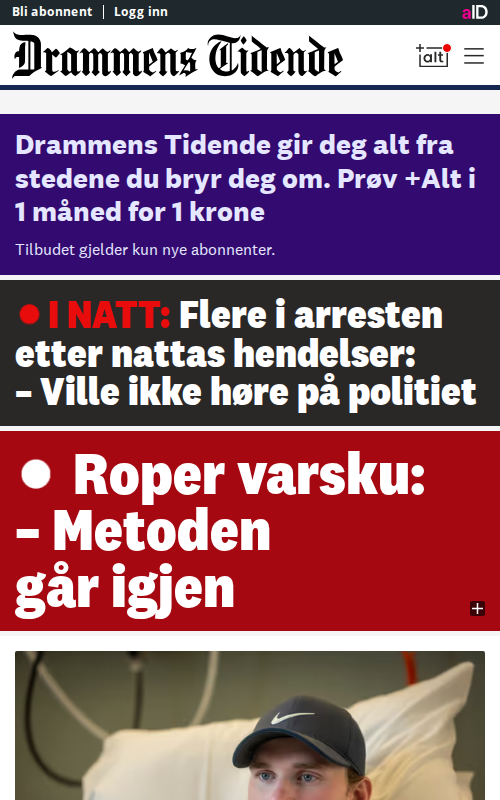 Bli abonnent
Logg inn
aID
Drammens Tidende
+alt
Drammens Tidende gir deg alt fra
stedene du bryr deg om. Prøv +Alt i
1 måned for 1 krone
Tilbudet gjelder kun nye abonnenter.
I NATT: Flere i arresten
etter nattas hendelser:
– Ville ikke høre på politiet
Roper varsku:
– Metoden
går igjen
+